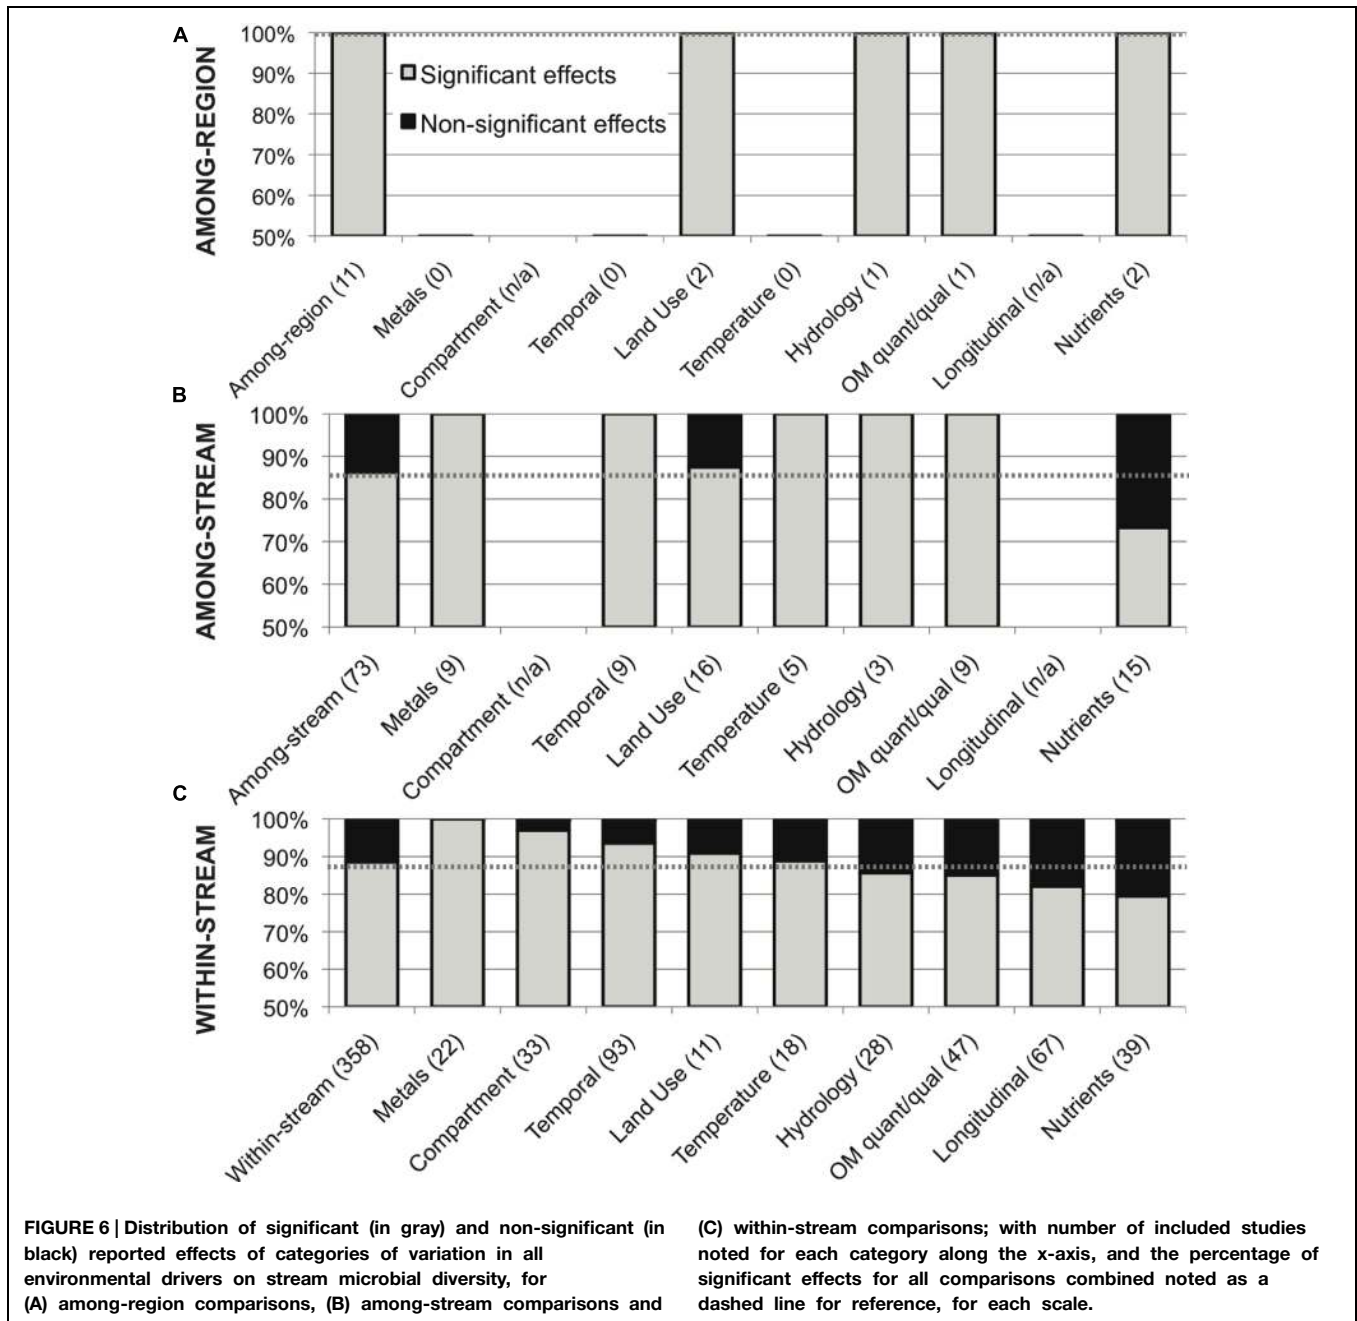 A
AMONG-REGION
100%
90%
80%
70%
60%
50%
Significant effects
Non-significant effects
Among-region (11)
Metals (0)
Compartment (n/a)
Temporal (0)
Land Use (2)
Temperature (0)
Hydrology (1)
OM quant/qual (1)
Longitudinal (n/a)
Nutrients (2)
B
AMONG-STREAM
100%
90%
80%
70%
60%
50%
Among-stream (73)
Metals (9)
Compartment (n/a)
Temporal (9)
Land Use (16)
Temperature (5)
Hydrology (3)
OM quant/qual (9)
Longitudinal (n/a)
Nutrients (15)
C
WITHIN-STREAM
100%
90%
80%
70%
60%
50%
Within-stream (358)
Metals (22)
Compartment (33)
Temporal (93)
Land Use (11)
Temperature (18)
Hydrology (28)
OM quant/qual (47)
Longitudinal (67)
Nutrients (39)
FIGURE 6 | Distribution of significant (in gray) and non-significant (in
black) reported effects of categories of variation in all
environmental drivers on stream microbial diversity, for
(A) among-region comparisons, (B) among-stream comparisons and
(C) within-stream comparisons; with number of included studies
noted for each category along the x-axis, and the percentage of
significant effects for all comparisons combined noted as a
dashed line for reference, for each scale.